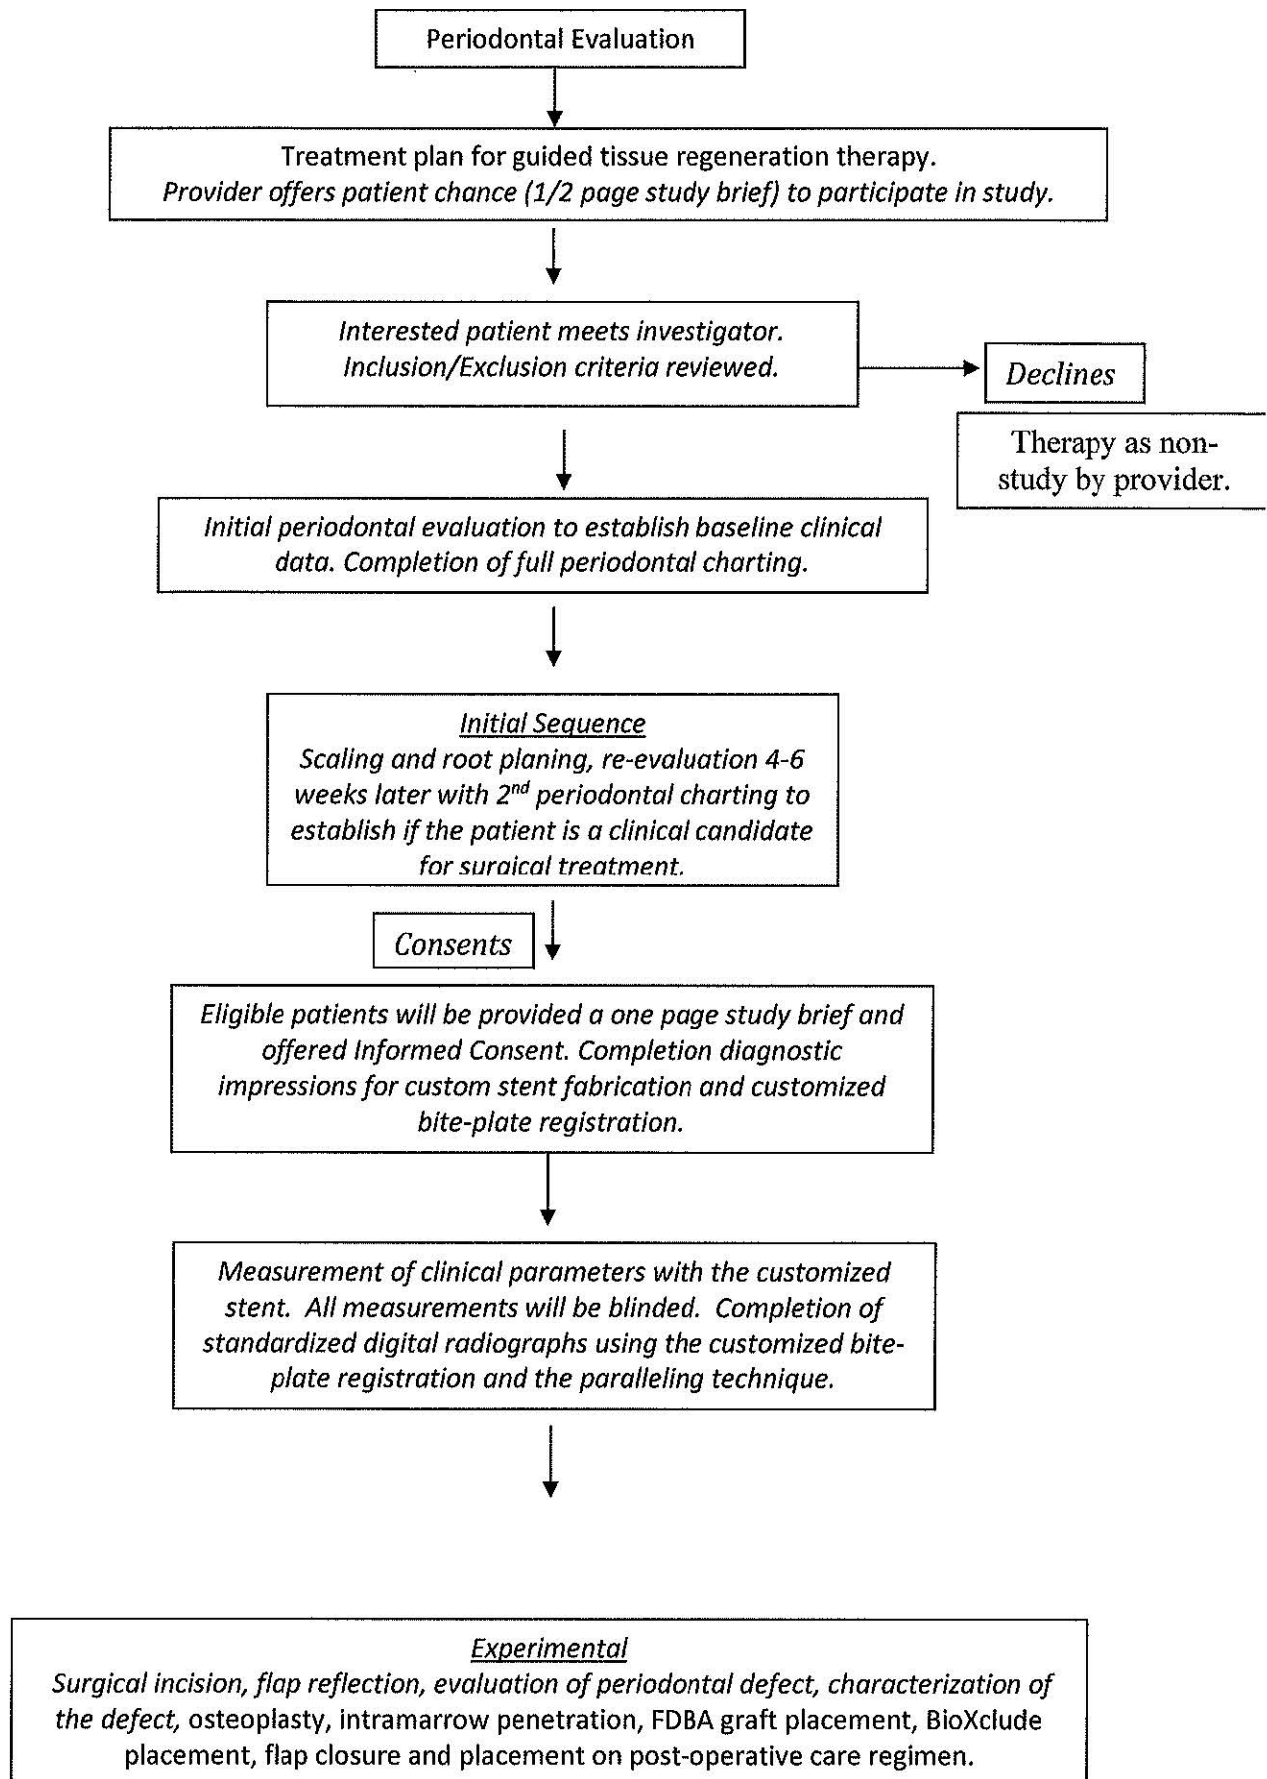 Periodontal Evaluation
Treatment plan for guided tissue regeneration therapy.
Provider offers patient chance (1/2 page study brief) to participate in study.
Interested patient meets investigator.
Inclusion/Exclusion criteria reviewed.
Declines
Therapy as non-
study by provider.
Initial periodontal evaluation to establish baseline clinical
data. Completion of full periodontal charting.
Initial Sequence
Scaling and root planing, re-evaluation 4-6
weeks later with 2nd periodontal charting to
establish if the patient is a clinical candidate
for surgical treatment.
Consents
Eligible patients will be provided a one page study brief and
offered Informed Consent. Completion diagnostic
impressions for custom stent fabrication and customized
bite-plate registration.
Measurement of clinical parameters with the customized
stent. All measurements will be blinded. Completion of
standardized digital radiographs using the customized bite-
plate registration and the paralleling technique.
Experimental
Surgical incision, flap reflection, evaluation of periodontal defect, characterization of
the defect, osteoplasty, intramarrow penetration, FDBA graft placement, BioXclude
placement, flap closure and placement on post-operative care regimen.